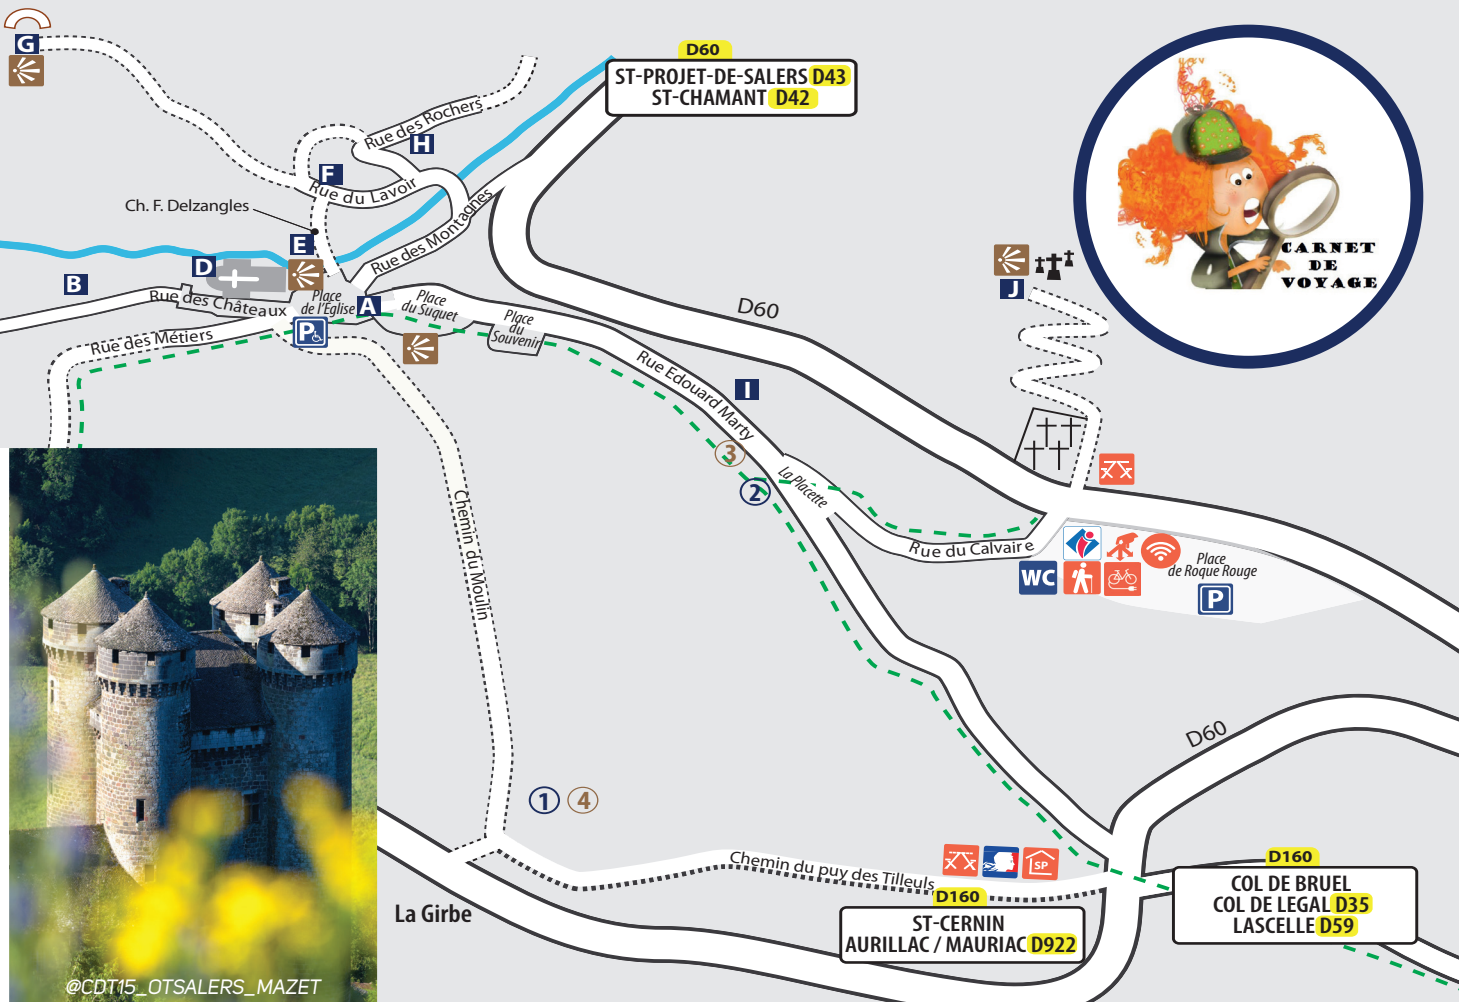 G
D60
ST-PROJET-DE-SALERS D43
ST-CHAMANT D42
Rue des Rochers
H
F
Rue du Lavoir
Ch. F. Delzangles
Rue des Montagnes
E
D
B
Rue des Châteaux
Place
de l'Église
A
Place
du Suquet
Place
du
Souvenir
P
Rue des Métiers
CARNET
DE
VOYAGE
J
D60
Rue Edouard Marty
I
3
2
La Placette
Rue du Calvaire
WC
Place
de Roque Rouge
P
Chemin du Moulin
D60
1
4
Chemin du puy des Tilleuls
SP
La Girbe
D160
ST-CERNIN
AURILLAC / MAURIAC D922
D160
COL DE BRUEL
COL DE LEGAL D35
LASCELLE D59
@CDT15_OTSALERS_MAZET